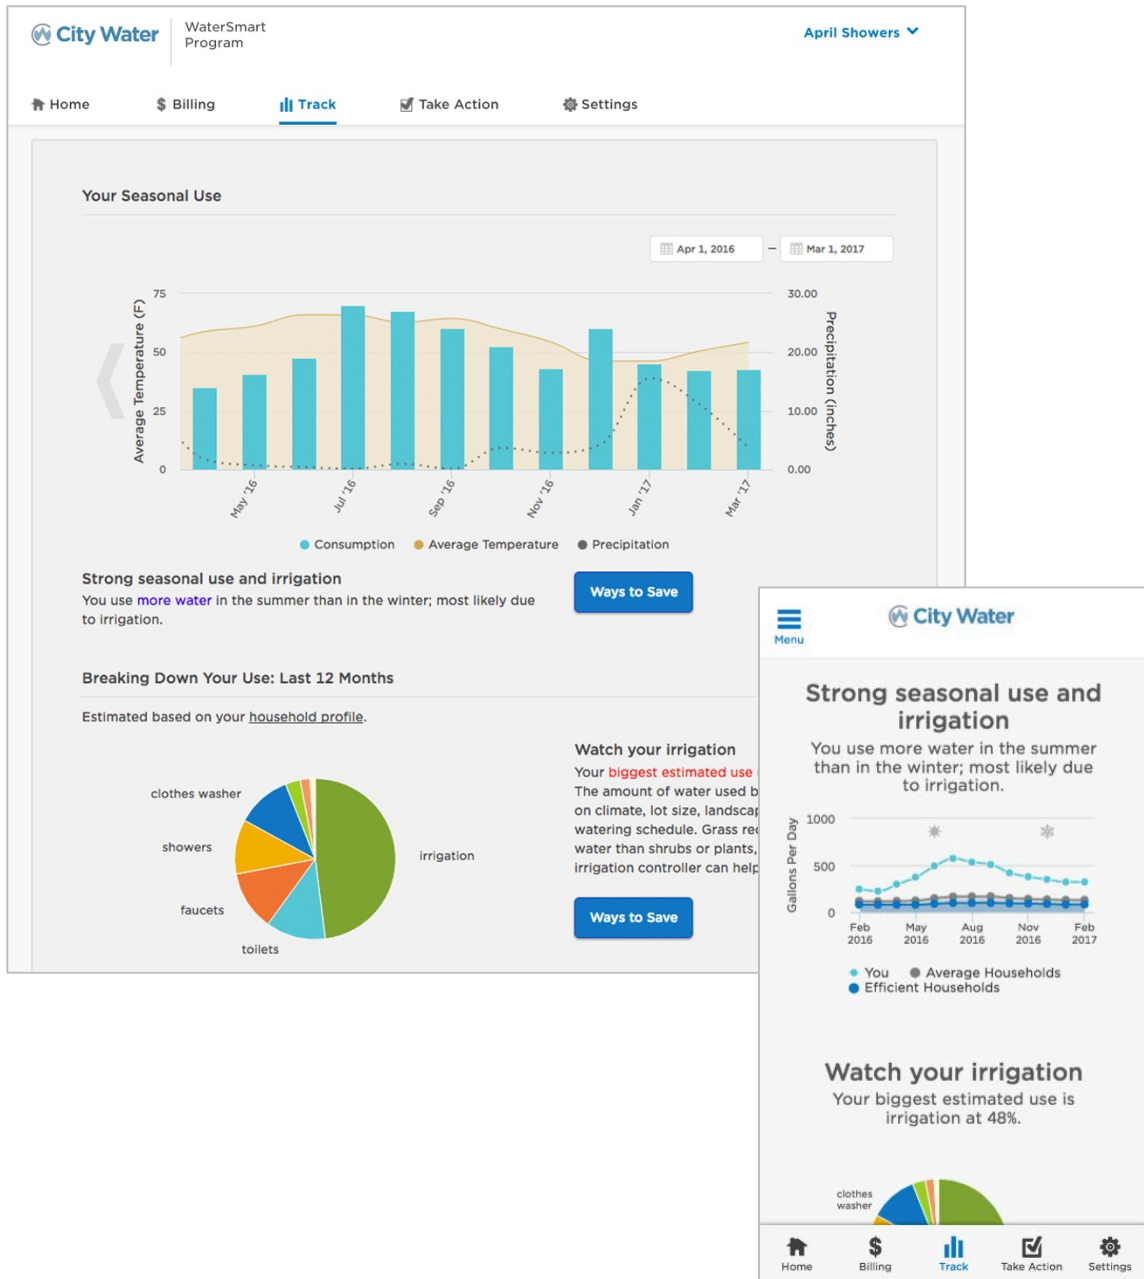 City Water
WaterSmart
Program
April Showers
Home
Billing
Track
Take Action
Settings
Your Seasonal Use
Apr 1, 2016
–
Mar 1, 2017
75
50
25
0
Average Temperature (F)
30.00
20.00
10.00
0.00
Precipitation (inches)
May '16
Jul '16
Sep '16
Nov '16
Jan '17
Mar '17
Consumption
Average Temperature
Precipitation
Strong seasonal use and irrigation
You use more water in the summer than in the winter; most likely due
to irrigation.
Ways to Save
Breaking Down Your Use: Last 12 Months
Estimated based on your household profile.
clothes washer
showers
faucets
toilets
irrigation
Watch your irrigation
Your biggest estimated use
The amount of water used b
on climate, lot size, landscap
watering schedule. Grass rec
water than shrubs or plants,
irrigation controller can help
Ways to Save
Menu
City Water
Strong seasonal use and
irrigation
You use more water in the summer
than in the winter; most likely due
to irrigation.
Gallons Per Day
1000
500
0
Feb
2016
May
2016
Aug
2016
Nov
2016
Feb
2017
You
Average Households
Efficient Households
Watch your irrigation
Your biggest estimated use is
irrigation at 48%.
clothes
washer
Home
Billing
Track
Take Action
Settings